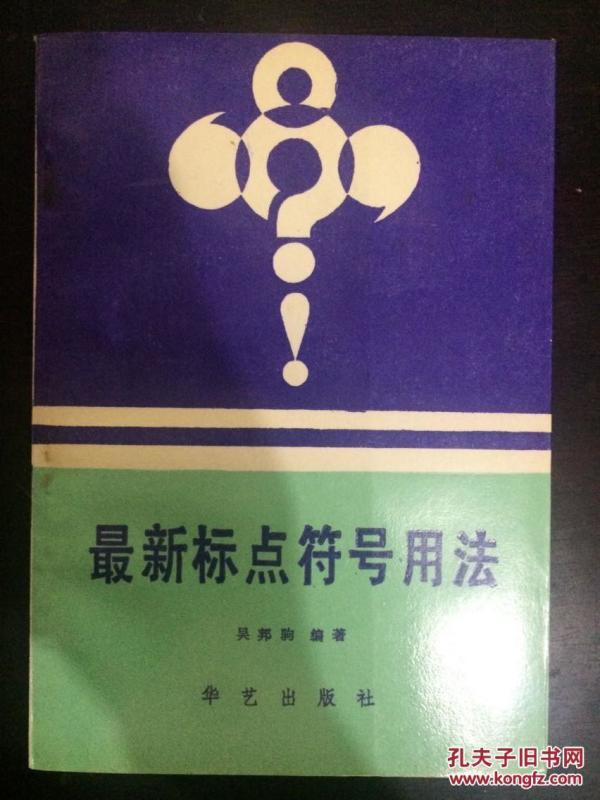 最新标点符号用法
吴邦驹 编著
华艺出版社
孔夫子旧书网
www.kongfz.com